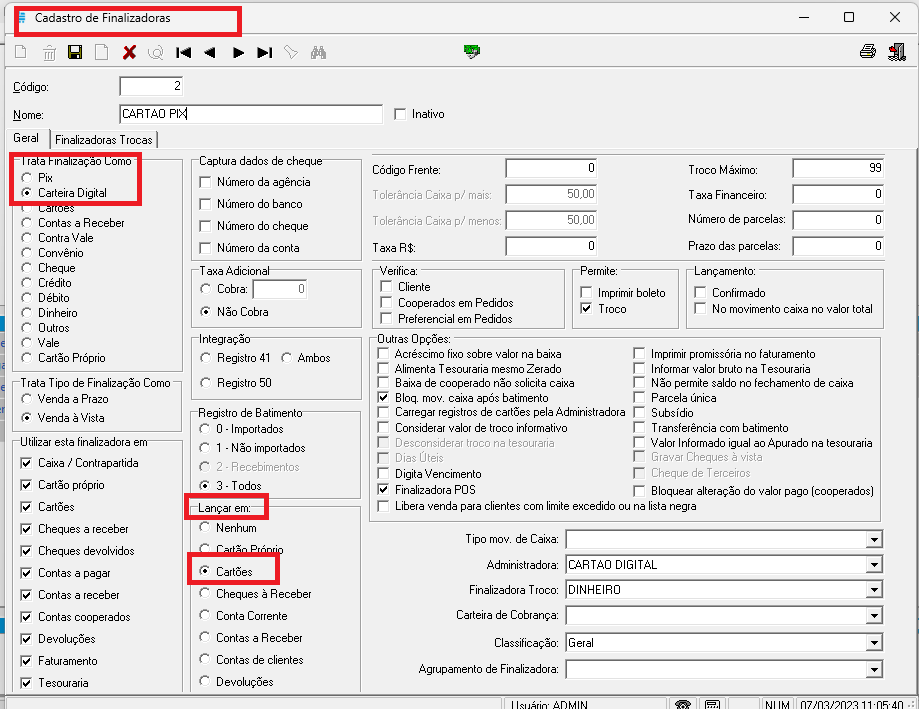 Cadastro de Finalizadoras
Código: 2
Nome: CARTAO PIX
Inativo
Geral
Finalizadoras Trocas
Trata Finalização Como
Pix
Carteira Digital
Cartões
Contas a Receber
Contra Vale
Convênio
Cheque
Crédito
Débito
Dinheiro
Outros
Vale
Cartão Próprio
Trata Tipo de Finalização Como
Venda a Prazo
Venda à Vista
Utilizar esta finalizadora em
Caixa / Contrapartida
Cartão próprio
Cartões
Cheques a receber
Cheques devolvidos
Contas a pagar
Contas a receber
Contas cooperados
Devoluções
Faturamento
Tesouraria
Captura dados de cheque
Número da agência
Número do banco
Número do cheque
Número da conta
Taxa Adicional
Cobra: 0
Não Cobra
Integração
Registro 41
Ambos
Registro 50
Registro de Batimento
0 - Importados
1 - Não importados
2 - Recebimentos
3 - Todos
Lançar em:
Nenhum
Cartão Próprio
Cartões
Cheques à Receber
Conta Corrente
Contas a Receber
Contas de clientes
Devoluções
Código Frente: 0
Tolerância Caixa p/ mais: 50,00
Tolerância Caixa p/ menos: 50,00
Taxa R$: 0
Troco Máximo: 99
Taxa Financeiro: 0
Número de parcelas: 0
Prazo das parcelas: 0
Verifica:
Cliente
Cooperados em Pedidos
Preferencial em Pedidos
Permite:
Imprimir boleto
Troco
Lançamento:
Confirmado
No movimento caixa no valor total
Outras Opções:
Acréscimo fixo sobre valor na baixa
Alimenta Tesouraria mesmo Zerado
Baixa de cooperado não solicita caixa
Bloq. mov. caixa após batimento
Carregar registros de cartões pela Administradora
Considerar valor de troco informativo
Desconsiderar troco na tesouraria
Dias Úteis
Digita Vencimento
Finalizadora POS
Libera venda para clientes com limite excedido ou na lista negra
Imprimir promissória no faturamento
Informar valor bruto na Tesouraria
Não permite saldo no fechamento de caixa
Parcela única
Subsídio
Transferência com batimento
Valor Informado igual ao Apurado na tesouraria
Gravar Cheques à vista
Cheque de Terceiros
Bloquear alteração do valor pago (cooperados)
Tipo mov. de Caixa:
Administradora: CARTAO DIGITAL
Finalizadora Troco: DINHEIRO
Carteira de Cobrança:
Classificação: Geral
Agrupamento de Finalizadora:
Usuário: ADMIN
NUM
07/03/2023 11:05:40